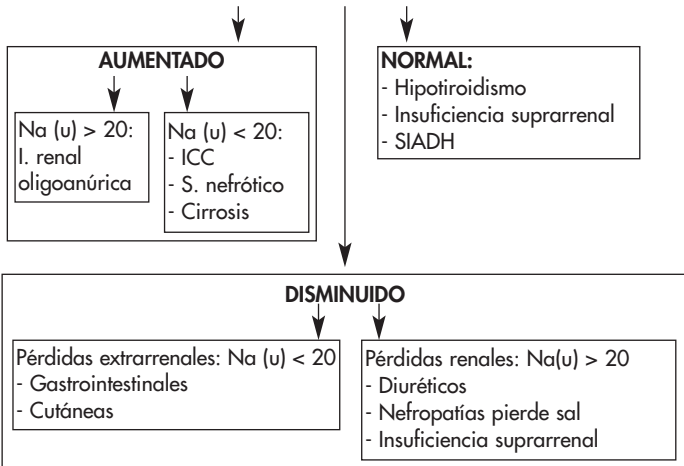 AUMENTADO
Na (u) > 20:
I. renal
oligoanúrica
Na (u) < 20:
- ICC
- S. nefrótico
- Cirrosis
NORMAL:
- Hipotiroidismo
- Insuficiencia suprarrenal
- SIADH
DISMINUIDO
Pérdidas extrarrenales: Na (u) < 20
- Gastrointestinales
- Cutáneas
Pérdidas renales: Na(u) > 20
- Diuréticos
- Nefropatías pierde sal
- Insuficiencia suprarrenal